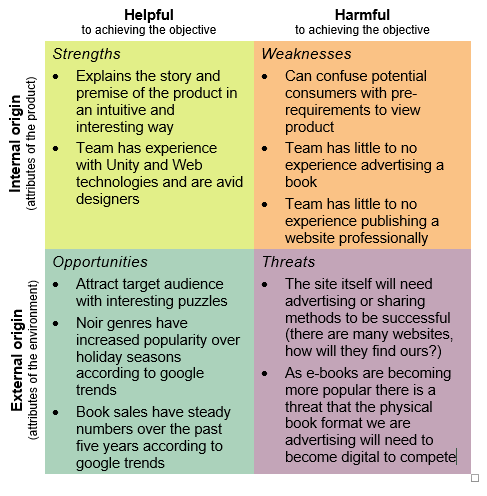 Helpful
to achieving the objective
Harmful
to achieving the objective
Internal origin
(attributes of the product)
Strengths
• Explains the story and
premise of the product in
an intuitive and
interesting way
• Team has experience
with Unity and Web
technologies and are avid
designers
Weaknesses
• Can confuse potential
consumers with pre-
requirements to view
product
• Team has little to no
experience advertising a
book
• Team has little to no
experience publishing a
website professionally
External origin
(attributes of the environment)
Opportunities
• Attract target audience
with interesting puzzles
• Noir genres have
increased popularity over
holiday seasons
according to google
trends
• Book sales have steady
numbers over the past
five years according to
google trends
Threats
• The site itself will need
advertising or sharing
methods to be successful
(there are many websites,
how will they find ours?)
• As e-books are becoming
more popular there is a
threat that the physical
book format we are
advertising will need to
become digital to compete